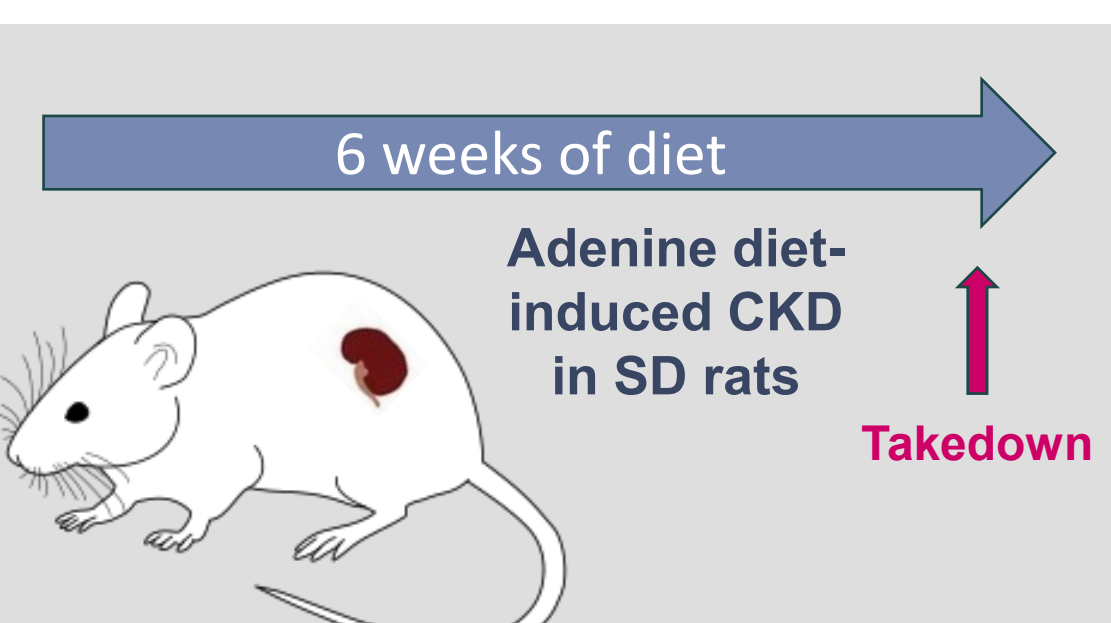 6 weeks of diet
Adenine diet-
induced CKD
in SD rats
Takedown